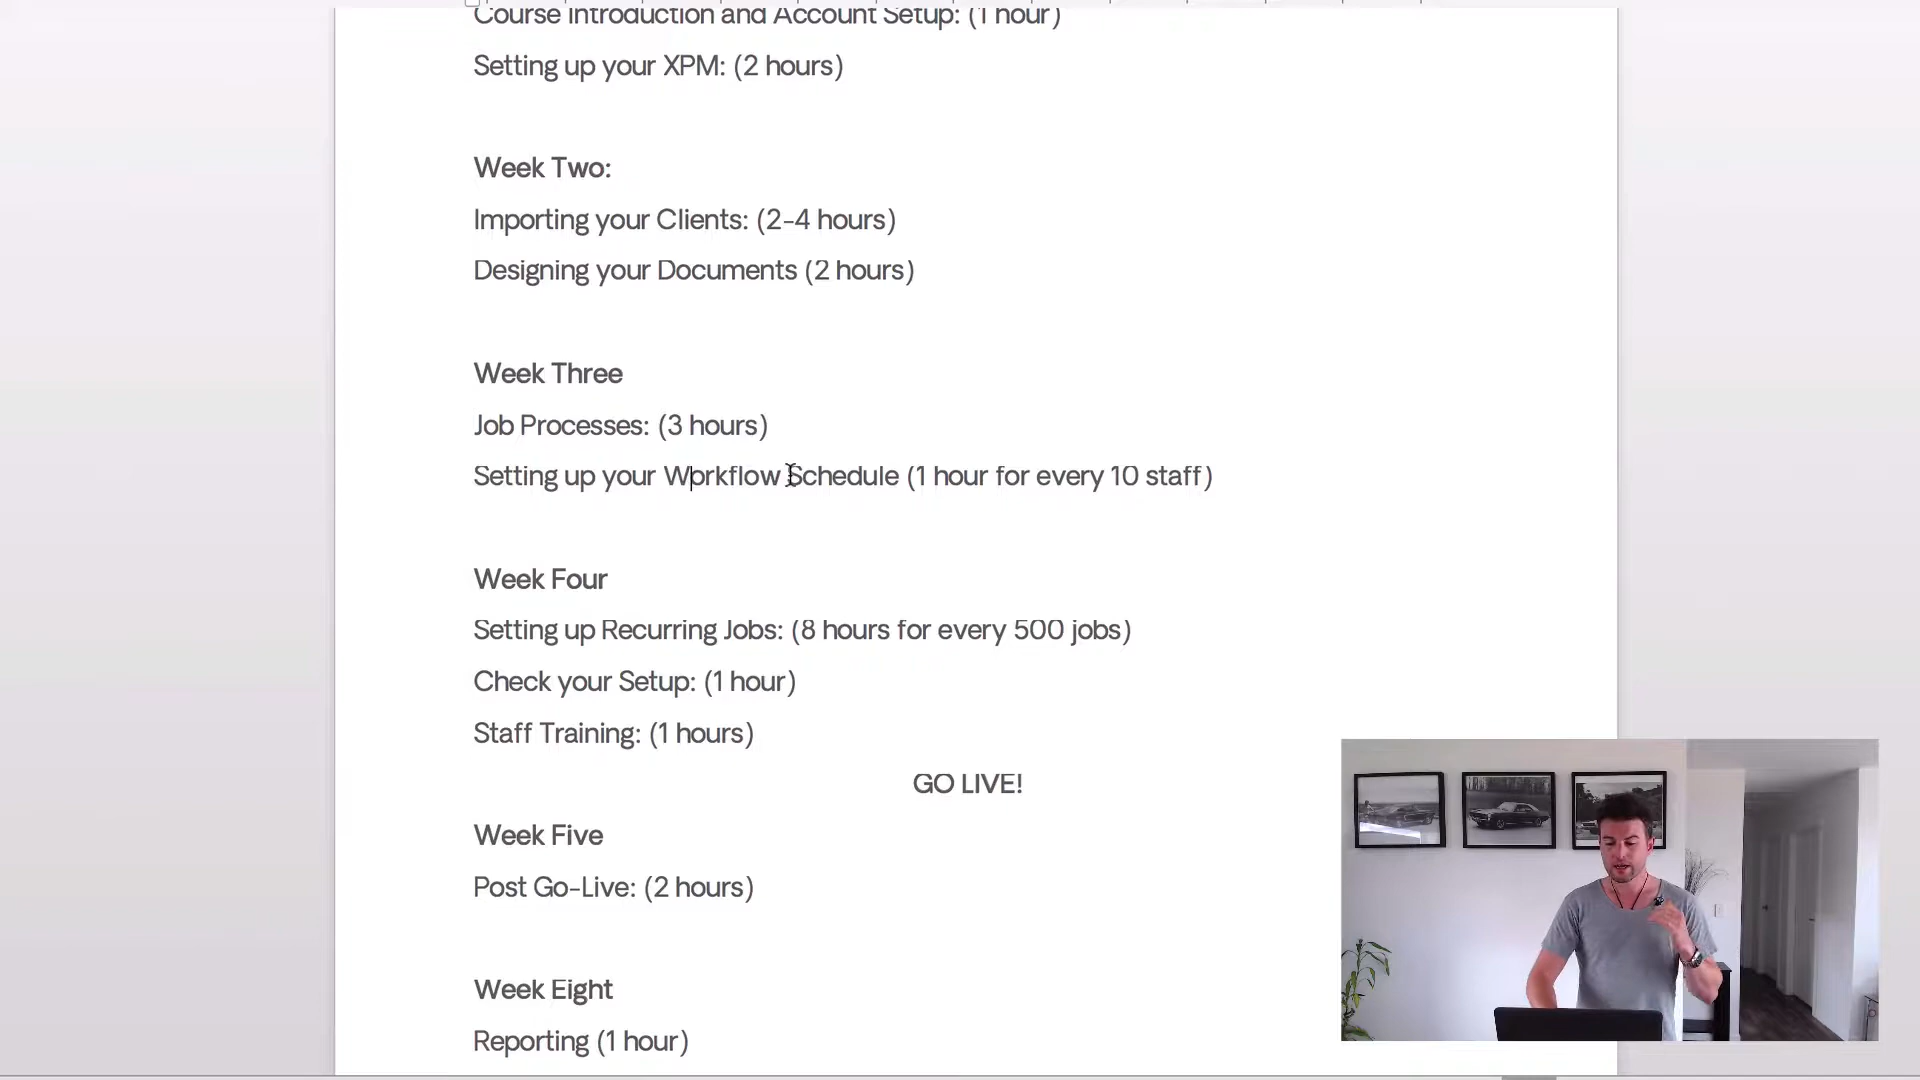 Course Introduction and Account Setup: (1 hour)
Setting up your XPM: (2 hours)
Week Two:
Importing your Clients: (2-4 hours)
Designing your Documents (2 hours)
Week Three
Job Processes: (3 hours)
Setting up your Workflow Schedule (1 hour for every 10 staff)
Week Four
Setting up Recurring Jobs: (8 hours for every 500 jobs)
Check your Setup: (1 hour)
Staff Training: (1 hours)
GO LIVE!
Week Five
Post Go-Live: (2 hours)
Week Eight
Reporting (1 hour)